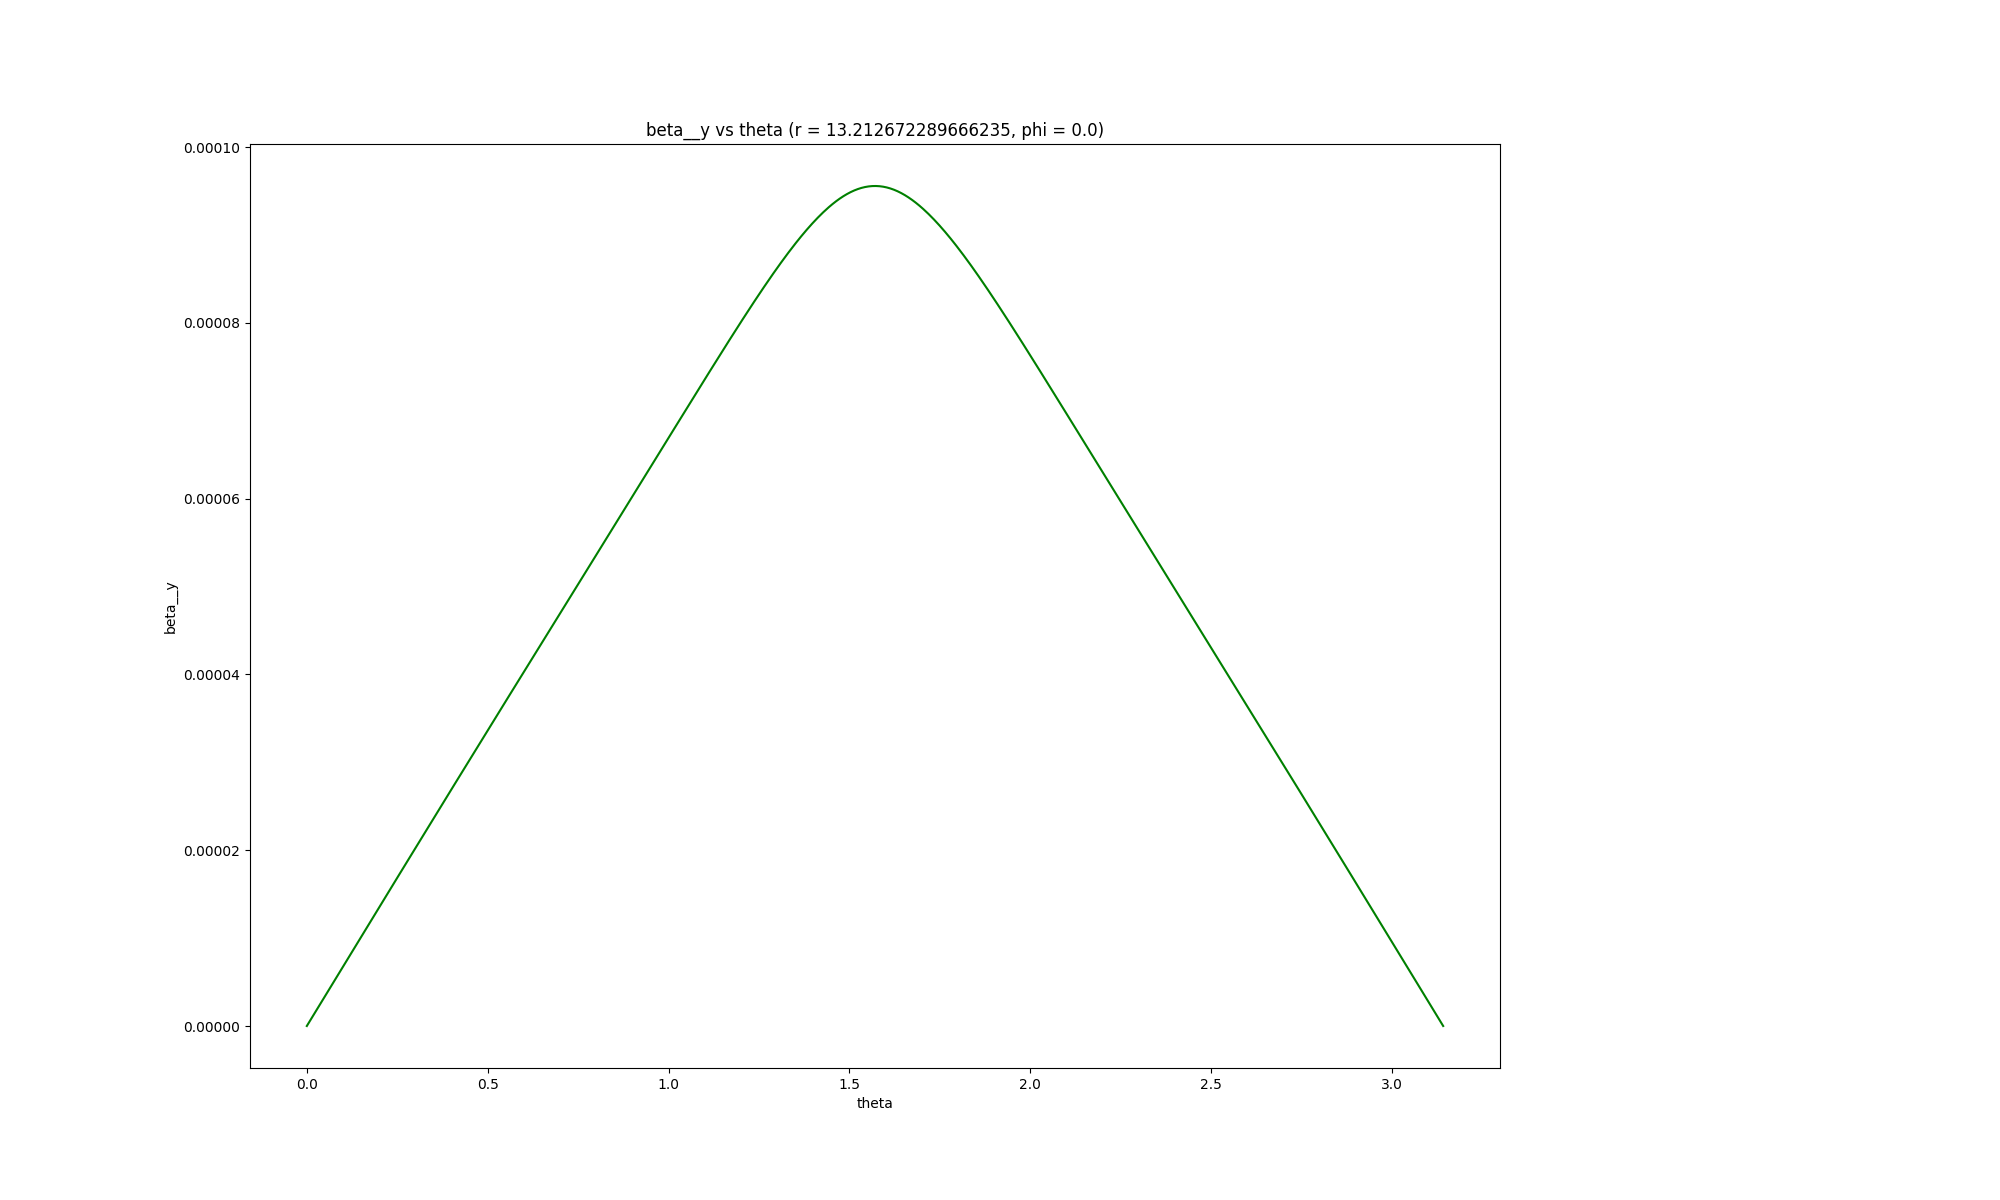 beta__y vs theta (r = 13.212672289666235, phi = 0.0)
0.00010
0.00008
0.00006
0.00004
0.00002
0.00000
beta__y
0.0 0.5 1.0 1.5 2.0 2.5 3.0
theta